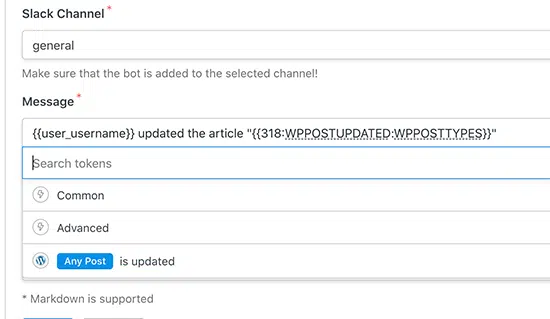 Slack Channel *
general
Make sure that the bot is added to the selected channel!
Message *
{{user_username}} updated the article "{{318:WPPOSTUPDATED:WPPOSTTYPES}}"
Search tokens
Common
Advanced
Any Post is updated
* Markdown is supported